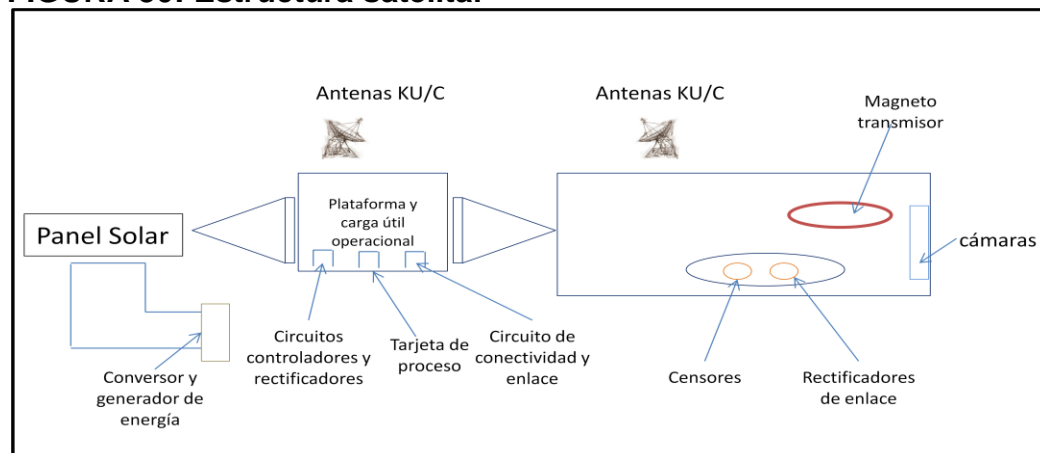 FIGURA Estructura satelital
Antenas KU/C
Antenas KU/C
Magneto
transmisor
Panel Solar
Plataforma y
carga útil
operacional
cámaras
Conversor y
generador de
energía
Circuitos
controladores y
rectificadores
Tarjeta de
proceso
Circuito de
conectividad y
enlace
Censores
Rectificadores
de enlace